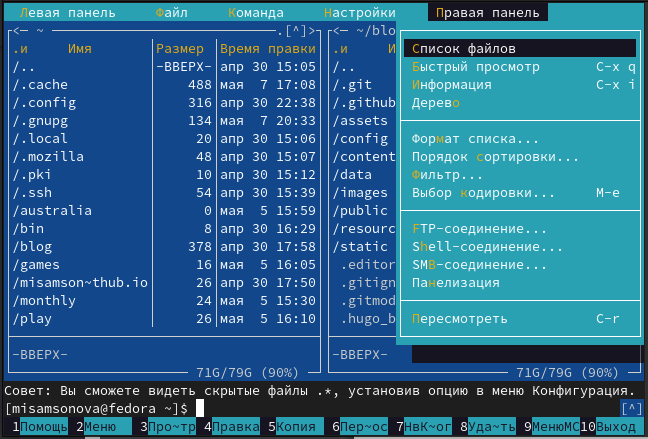 Левая панель Файл Команда Настройки Правая панель
<─ ~ .[^]> <─ ~/blo
.и Имя Размер Время правки .и И Список файлов
/.. -ВВЕРХ- апр 30 15:05 /.. Быстрый просмотр C-x q
/.cache 488 мая 7 17:08 /.git Информация C-x i
/.config 316 апр 30 22:38 /.github Дерево
/.gnupg 134 мая 7 20:33 /assets
/.local 20 апр 30 15:06 /config Формат списка...
/.mozilla 48 апр 30 15:07 /content Порядок сортировки...
/.pki 10 апр 30 15:12 /data Фильтр...
/.ssh 54 апр 30 15:39 /images Выбор кодировки... M-e
/australia 0 мая 5 15:59 /public
/bin 8 апр 30 16:29 /resourc FTP-соединение...
/blog 378 апр 30 17:58 /static Shell-соединение...
/games 16 мая 5 16:05 .editor SMB-соединение...
/misamson~thub.io 26 апр 30 17:50 .gitign Панелизация
/monthly 24 мая 5 15:30 .gitmod
/play 26 мая 5 16:10 .hugo_b Пересмотреть C-r
-ВВЕРХ- -ВВЕРХ-
71G/79G (90%) 71G/79G (90%)
Совет: Вы сможете видеть скрытые файлы .*, установив опцию в меню Конфигурация.
[misamsonova@fedora ~]$ [^]
1Помощь 2Меню 3Про~тр 4Правка 5Копия 6Пер~ос 7НвК~ог 8Уда~ть 9МенюMC 10Выход